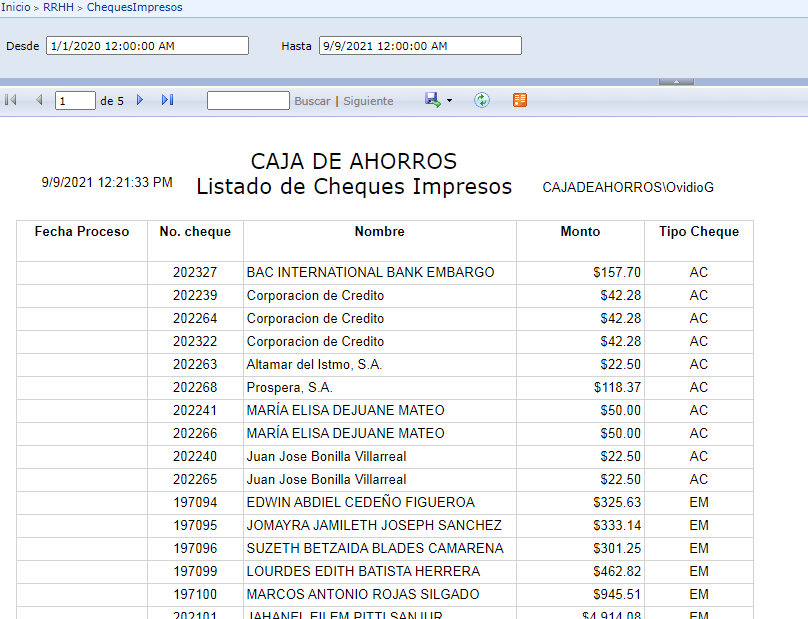 Inicio > RRHH > ChequesImpresos
Desde 1/1/2020 12:00:00 AM Hasta 9/9/2021 12:00:00 AM
1 de 5 Buscar | Siguiente
CAJA DE AHORROS
9/9/2021 12:21:33 PM Listado de Cheques Impresos CAJADEAHORROS\OvidioG
Fecha Proceso No. cheque Nombre Monto Tipo Cheque
202327 BAC INTERNATIONAL BANK EMBARGO $157.70 AC
202239 Corporacion de Credito $42.28 AC
202264 Corporacion de Credito $42.28 AC
202322 Corporacion de Credito $42.28 AC
202263 Altamar del Istmo, S.A. $22.50 AC
202268 Prospera, S.A. $118.37 AC
202241 MARÍA ELISA DEJUANE MATEO $50.00 AC
202266 MARÍA ELISA DEJUANE MATEO $50.00 AC
202240 Juan Jose Bonilla Villarreal $22.50 AC
202265 Juan Jose Bonilla Villarreal $22.50 AC
197094 EDWIN ABDIEL CEDEÑO FIGUEROA $325.63 EM
197095 JOMAYRA JAMILETH JOSEPH SANCHEZ $333.14 EM
197096 SUZETH BETZAIDA BLADES CAMARENA $301.25 EM
197099 LOURDES EDITH BATISTA HERRERA $462.82 EM
197100 MARCOS ANTONIO ROJAS SILGADO $945.51 EM
202101 PITTI SANJUR $4,914.08 EM